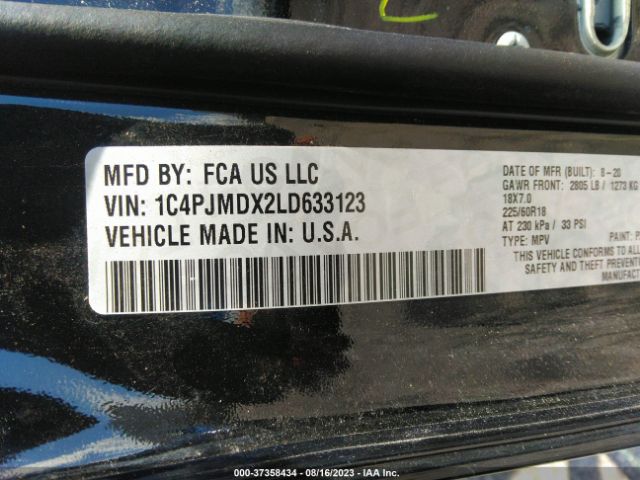 MFD BY: FCA US LLC
VIN: 1C4PJMDX2LD633123
VEHICLE MADE IN: U.S.A.
DATE OF MFR (BUILT): 8-20
GAWR FRONT: 2805 LB / 1273 KG
18X7.0
225/60R18
AT 230 kPa / 33 PSI
TYPE: MPV PAINT:
THIS VEHICLE CONFORMS TO ALL
SAFETY AND THEFT PREVENTION
000-37358434 - 08/16/2023 - IAA Inc.